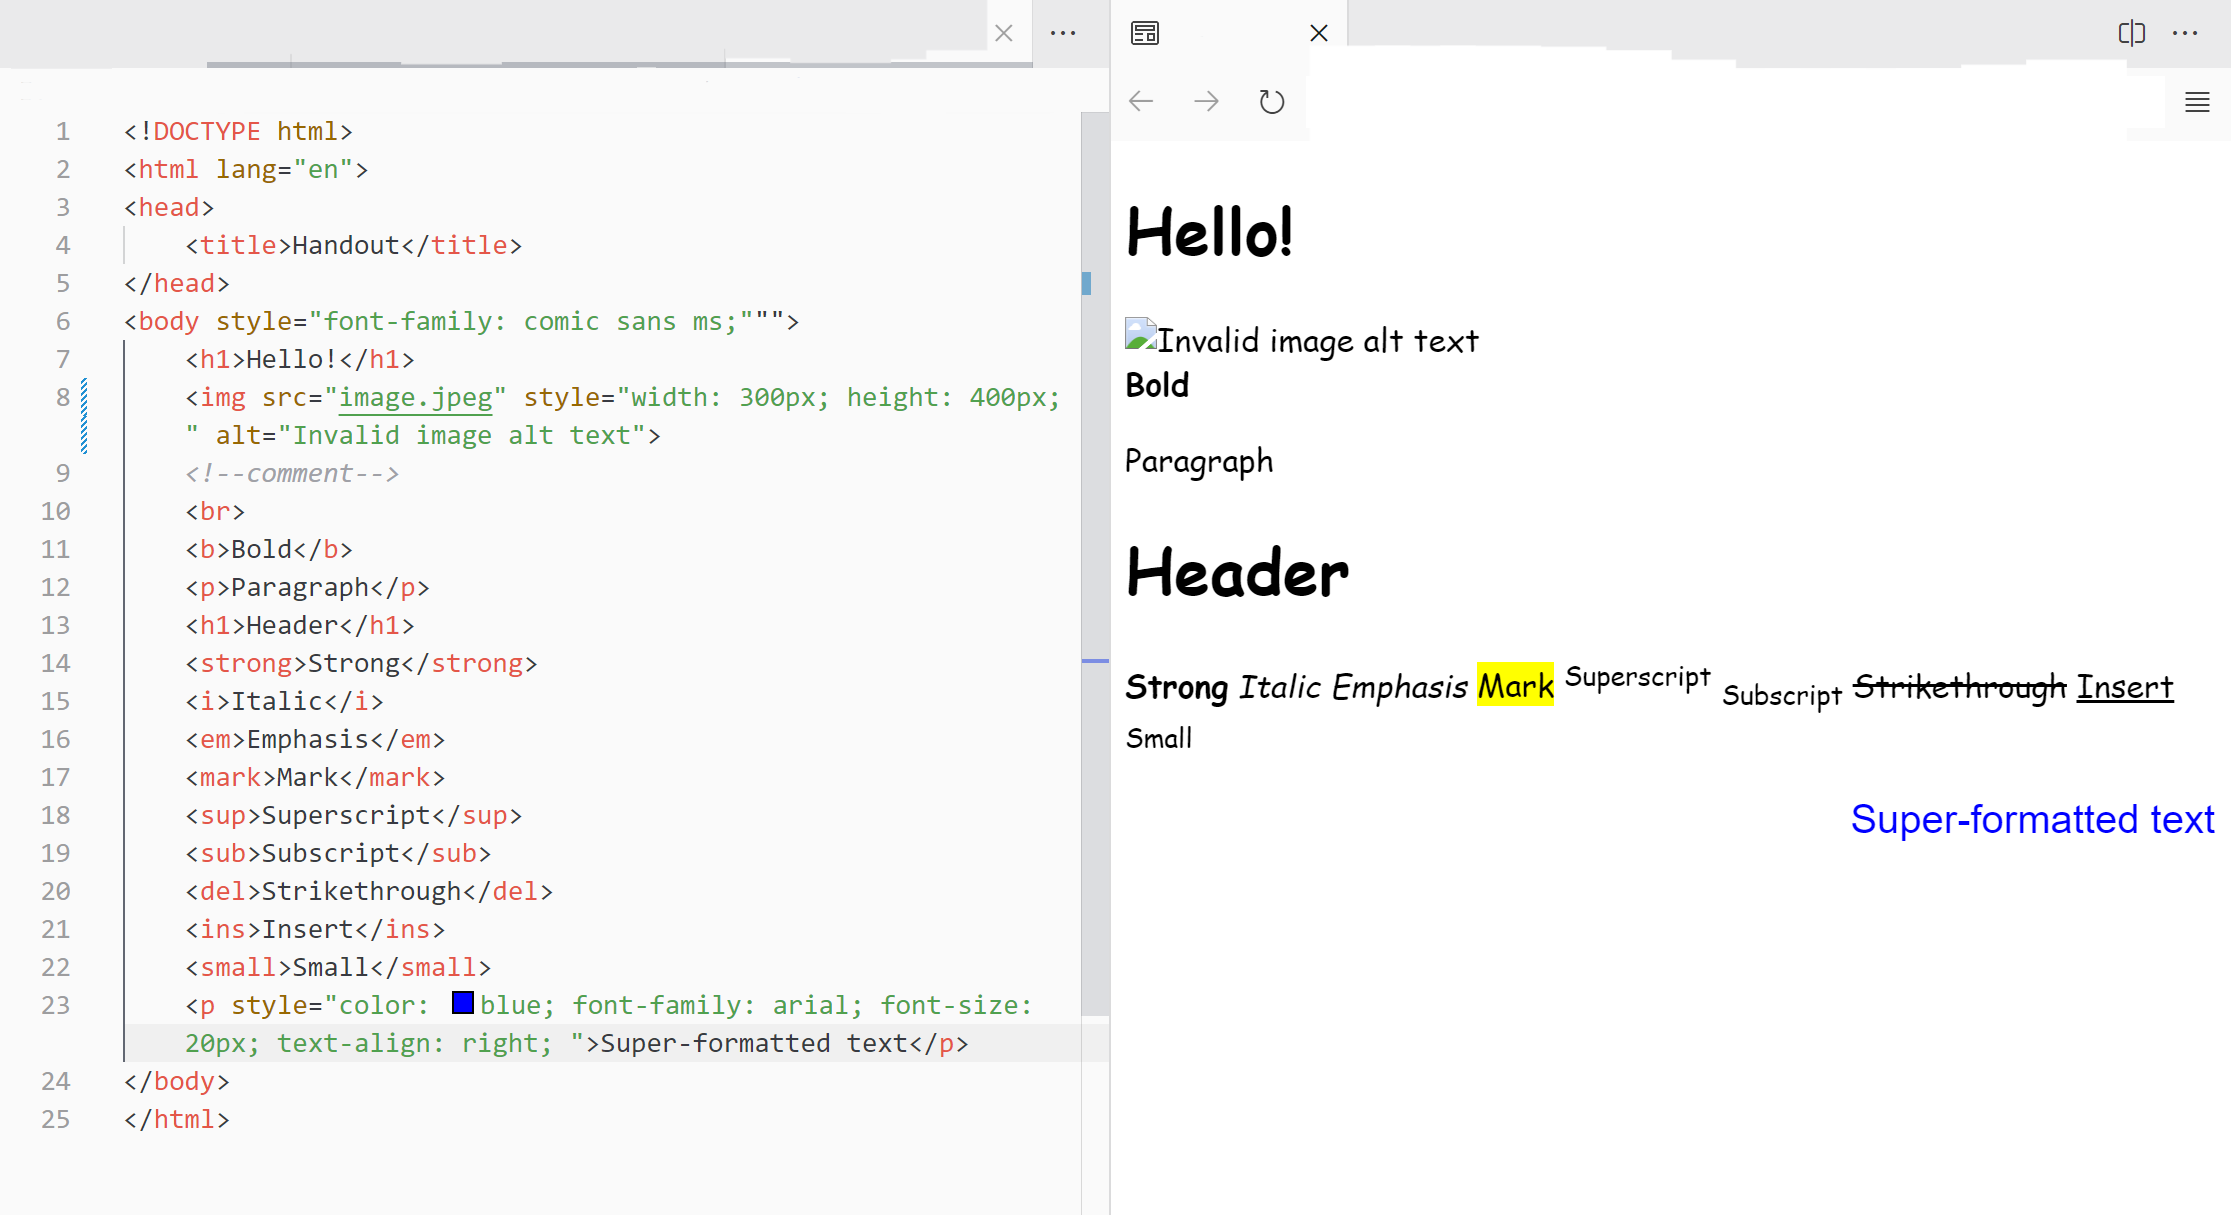 1 <!DOCTYPE html>
2 <html lang="en">
3 <head>
4 <title>Handout</title>
5 </head>
6 <body style="font-family: comic sans ms;""">
7 <h1>Hello!</h1>
8 <img src="image.jpeg" style="width: 300px; height: 400px;
" alt="Invalid image alt text">
9 <!--comment-->
10 <br>
11 <b>Bold</b>
12 <p>Paragraph</p>
13 <h1>Header</h1>
14 <strong>Strong</strong>
15 <i>Italic</i>
16 <em>Emphasis</em>
17 <mark>Mark</mark>
18 <sup>Superscript</sup>
19 <sub>Subscript</sub>
20 <del>Strikethrough</del>
21 <ins>Insert</ins>
22 <small>Small</small>
23 <p style="color: blue; font-family: arial; font-size:
20px; text-align: right; ">Super-formatted text</p>
24 </body>
25 </html>
Hello!
Invalid image alt text
Bold
Paragraph
Header
Strong Italic Emphasis Mark Superscript Subscript Strikethrough Insert
Small
Super-formatted text